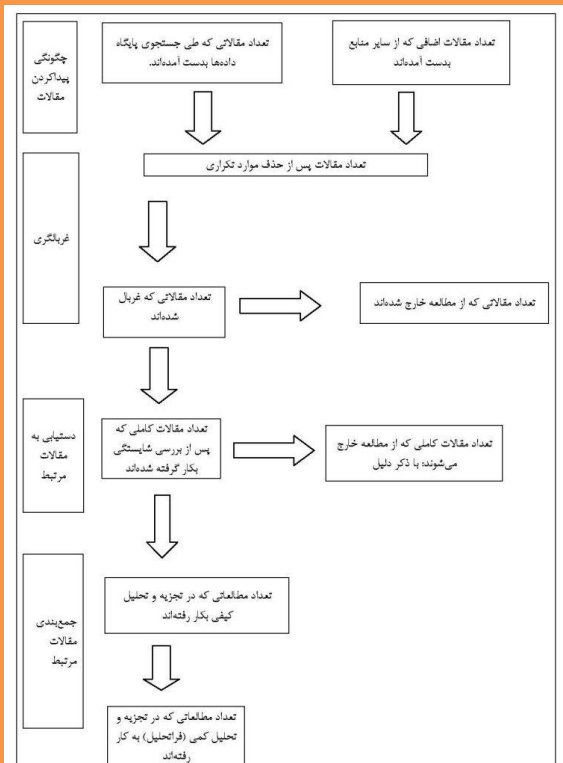 چگونگی
پیداکردن
مقالات
تعداد مقالاتی که طی جستجوی پایگاه
داده‌ها بدست آمده‌اند.
تعداد مقالات اضافی که از سایر منابع
بدست آمده‌اند
تعداد مقالات پس از حذف موارد تکراری
غربالگری
تعداد مقالاتی که غربال
شده‌اند
تعداد مقالاتی که از مطالعه خارج شده‌اند
دستیابی به
مقالات
مرتبط
تعداد مقالات کاملی که
پس از بررسی شایستگی
بکار گرفته شده‌اند
تعداد مقالات کاملی که از مطالعه خارج
می‌شوند؛ با ذکر دلیل
جمع‌بندی
مقالات
مرتبط
تعداد مطالعاتی که در تجزیه و تحلیل
کیفی بکار رفته‌اند
تعداد مطالعاتی که در تجزیه و
تحلیل کمی (فراتحلیل) به کار
رفته‌اند